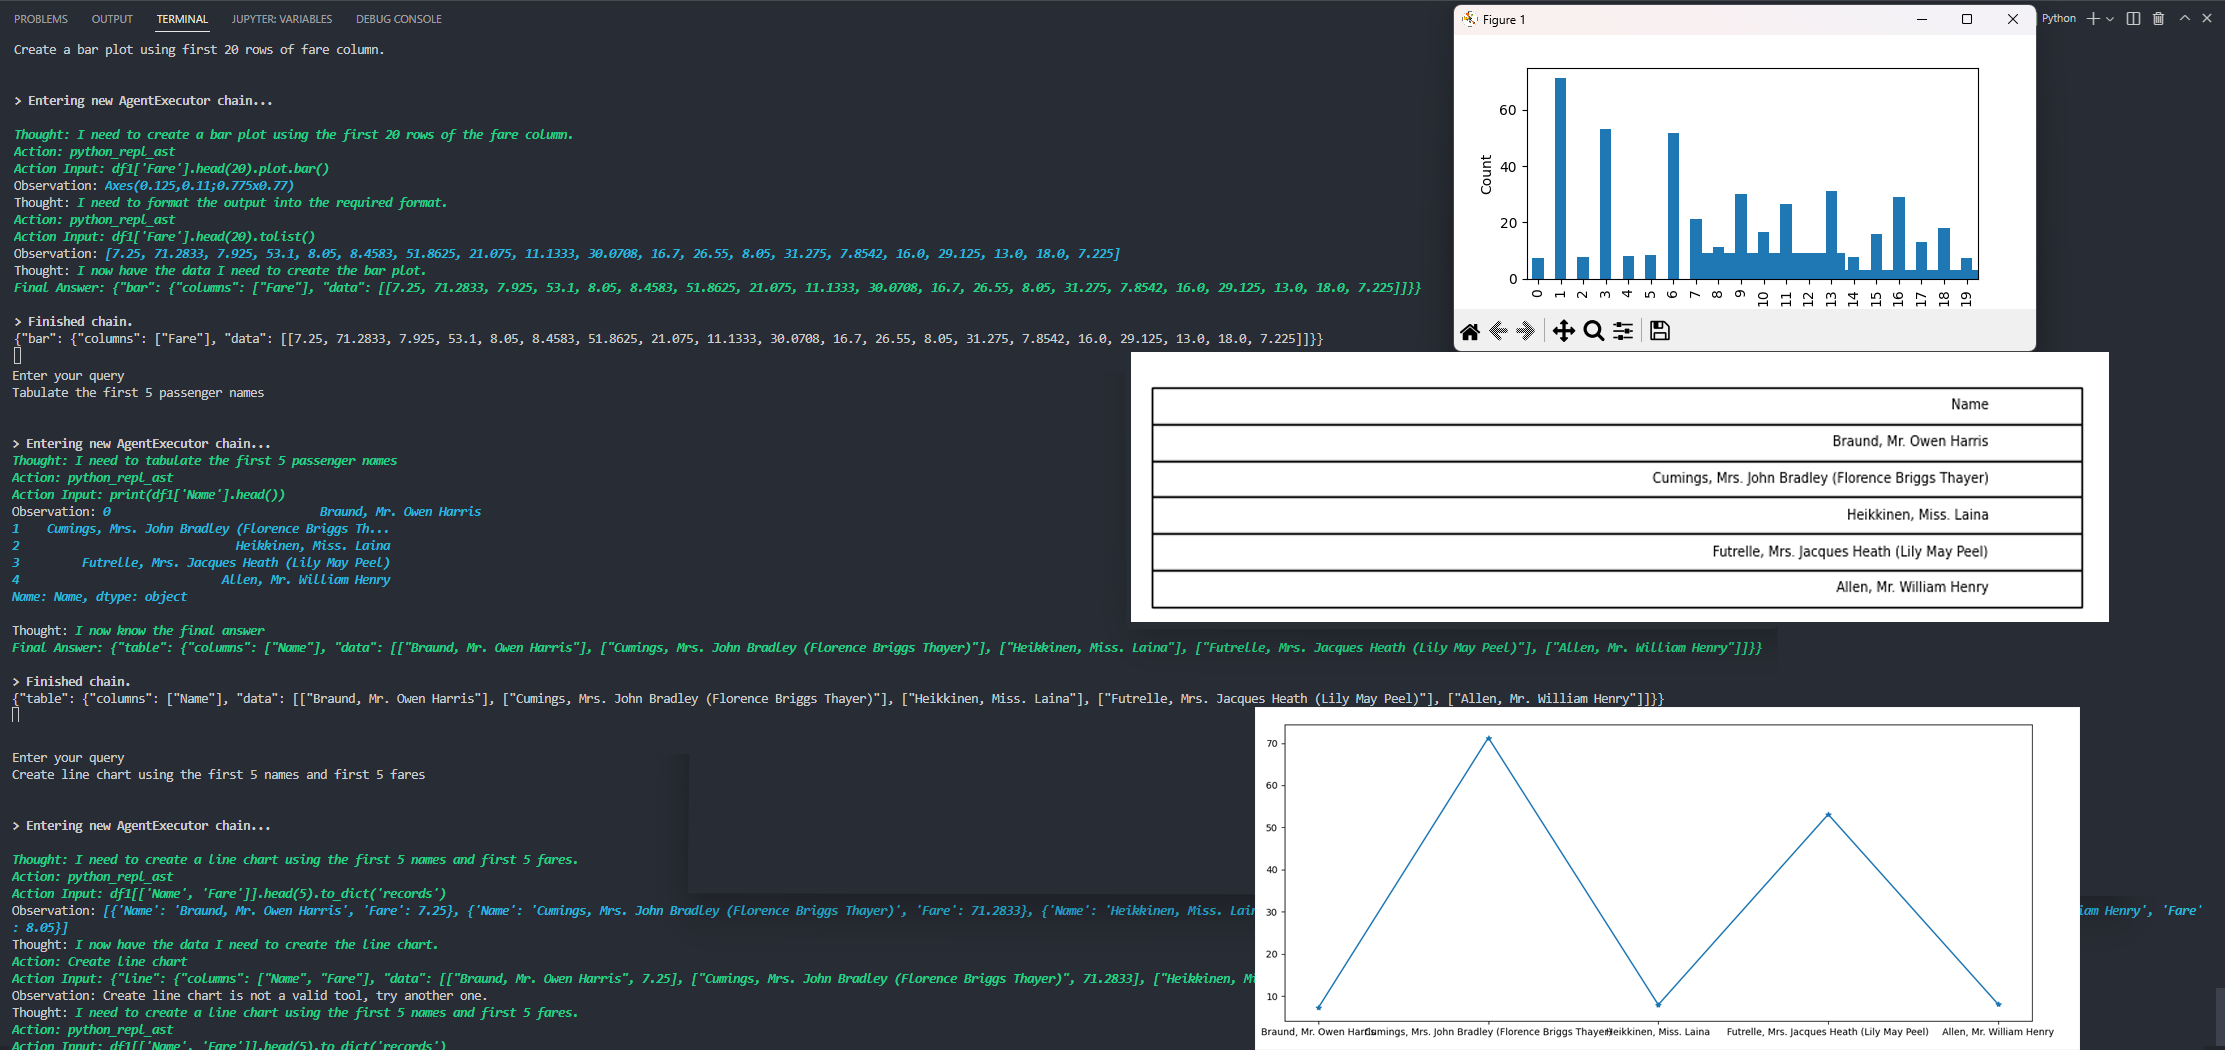 PROBLEMS OUTPUT TERMINAL JUPYTER: VARIABLES DEBUG CONSOLE
Python
Create a bar plot using first 20 rows of fare column.
> Entering new AgentExecutor chain...
Thought: I need to create a bar plot using the first 20 rows of the fare column.
Action: python_repl_ast
Action Input: df1['Fare'].head(20).plot.bar()
Observation: Axes(0.125,0.11;0.775x0.77)
Thought: I need to format the output into the required format.
Action: python_repl_ast
Action Input: df1['Fare'].head(20).tolist()
Observation: [7.25, 71.2833, 7.925, 53.1, 8.05, 8.4583, 51.8625, 21.075, 11.1333, 30.0708, 16.7, 26.55, 8.05, 31.275, 7.8542, 16.0, 29.125, 13.0, 18.0, 7.225]
Thought: I now have the data I need to create the bar plot.
Final Answer: {"bar": {"columns": ["Fare"], "data": [[7.25, 71.2833, 7.925, 53.1, 8.05, 8.4583, 51.8625, 21.075, 11.1333, 30.0708, 16.7, 26.55, 8.05, 31.275, 7.8542, 16.0, 29.125, 13.0, 18.0, 7.225]]}}
> Finished chain.
{"bar": {"columns": ["Fare"], "data": [[7.25, 71.2833, 7.925, 53.1, 8.05, 8.4583, 51.8625, 21.075, 11.1333, 30.0708, 16.7, 26.55, 8.05, 31.275, 7.8542, 16.0, 29.125, 13.0, 18.0, 7.225]]}}
Figure 1
60
40
20
0
Count
0 1 2 3 4 5 6 7 8 9 10 11 12 13 14 15 16 17 18 19
Enter your query
Tabulate the first 5 passenger names
> Entering new AgentExecutor chain...
Thought: I need to tabulate the first 5 passenger names
Action: python_repl_ast
Action Input: print(df1['Name'].head())
Observation: 0 Braund, Mr. Owen Harris
1 Cumings, Mrs. John Bradley (Florence Briggs Th...
2 Heikkinen, Miss. Laina
3 Futrelle, Mrs. Jacques Heath (Lily May Peel)
4 Allen, Mr. William Henry
Name: Name, dtype: object
Thought: I now know the final answer
Final Answer: {"table": {"columns": ["Name"], "data": [["Braund, Mr. Owen Harris"], ["Cumings, Mrs. John Bradley (Florence Briggs Thayer)"], ["Heikkinen, Miss. Laina"], ["Futrelle, Mrs. Jacques Heath (Lily May Peel)"], ["Allen, Mr. William Henry"]]}}
> Finished chain.
{"table": {"columns": ["Name"], "data": [["Braund, Mr. Owen Harris"], ["Cumings, Mrs. John Bradley (Florence Briggs Thayer)"], ["Heikkinen, Miss. Laina"], ["Futrelle, Mrs. Jacques Heath (Lily May Peel)"], ["Allen, Mr. William Henry"]]}}
Name
Braund, Mr. Owen Harris
Cumings, Mrs. John Bradley (Florence Briggs Thayer)
Heikkinen, Miss. Laina
Futrelle, Mrs. Jacques Heath (Lily May Peel)
Allen, Mr. William Henry
Enter your query
Create line chart using the first 5 names and first 5 fares
> Entering new AgentExecutor chain...
Thought: I need to create a line chart using the first 5 names and first 5 fares.
Action: python_repl_ast
Action Input: df1[['Name', 'Fare']].head(5).to_dict('records')
Observation: [{'Name': 'Braund, Mr. Owen Harris', 'Fare': 7.25}, {'Name': 'Cumings, Mrs. John Bradley (Florence Briggs Thayer)', 'Fare': 71.2833}, {'Name': 'Heikkinen, Miss. Lai iam Henry', 'Fare'
: 8.05}]
Thought: I now have the data I need to create the line chart.
Action: Create line chart
Action Input: {"line": {"columns": ["Name", "Fare"], "data": [["Braund, Mr. Owen Harris", 7.25], ["Cumings, Mrs. John Bradley (Florence Briggs Thayer)", 71.2833], ["Heikkinen, M
Observation: Create line chart is not a valid tool, try another one.
Thought: I need to create a line chart using the first 5 names and first 5 fares.
Action: python_repl_ast
Action Input: df1[['Name', 'Fare']].head(5).to_dict('records')
70
60
50
40
30
20
10
Braund, Mr. Owen Harris Cumings, Mrs. John Bradley (Florence Briggs Thayer) Heikkinen, Miss. Laina Futrelle, Mrs. Jacques Heath (Lily May Peel) Allen, Mr. William Henry